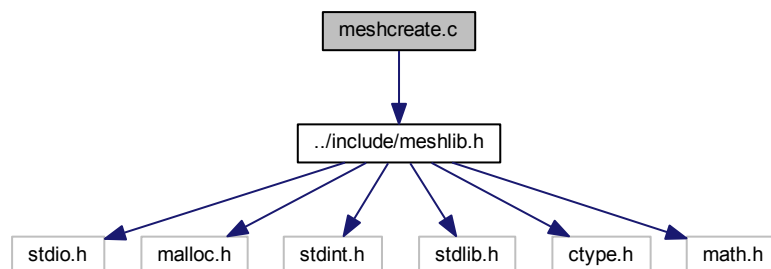 meshcreate.c
../include/meshlib.h
stdio.h malloc.h stdint.h stdlib.h ctype.h math.h